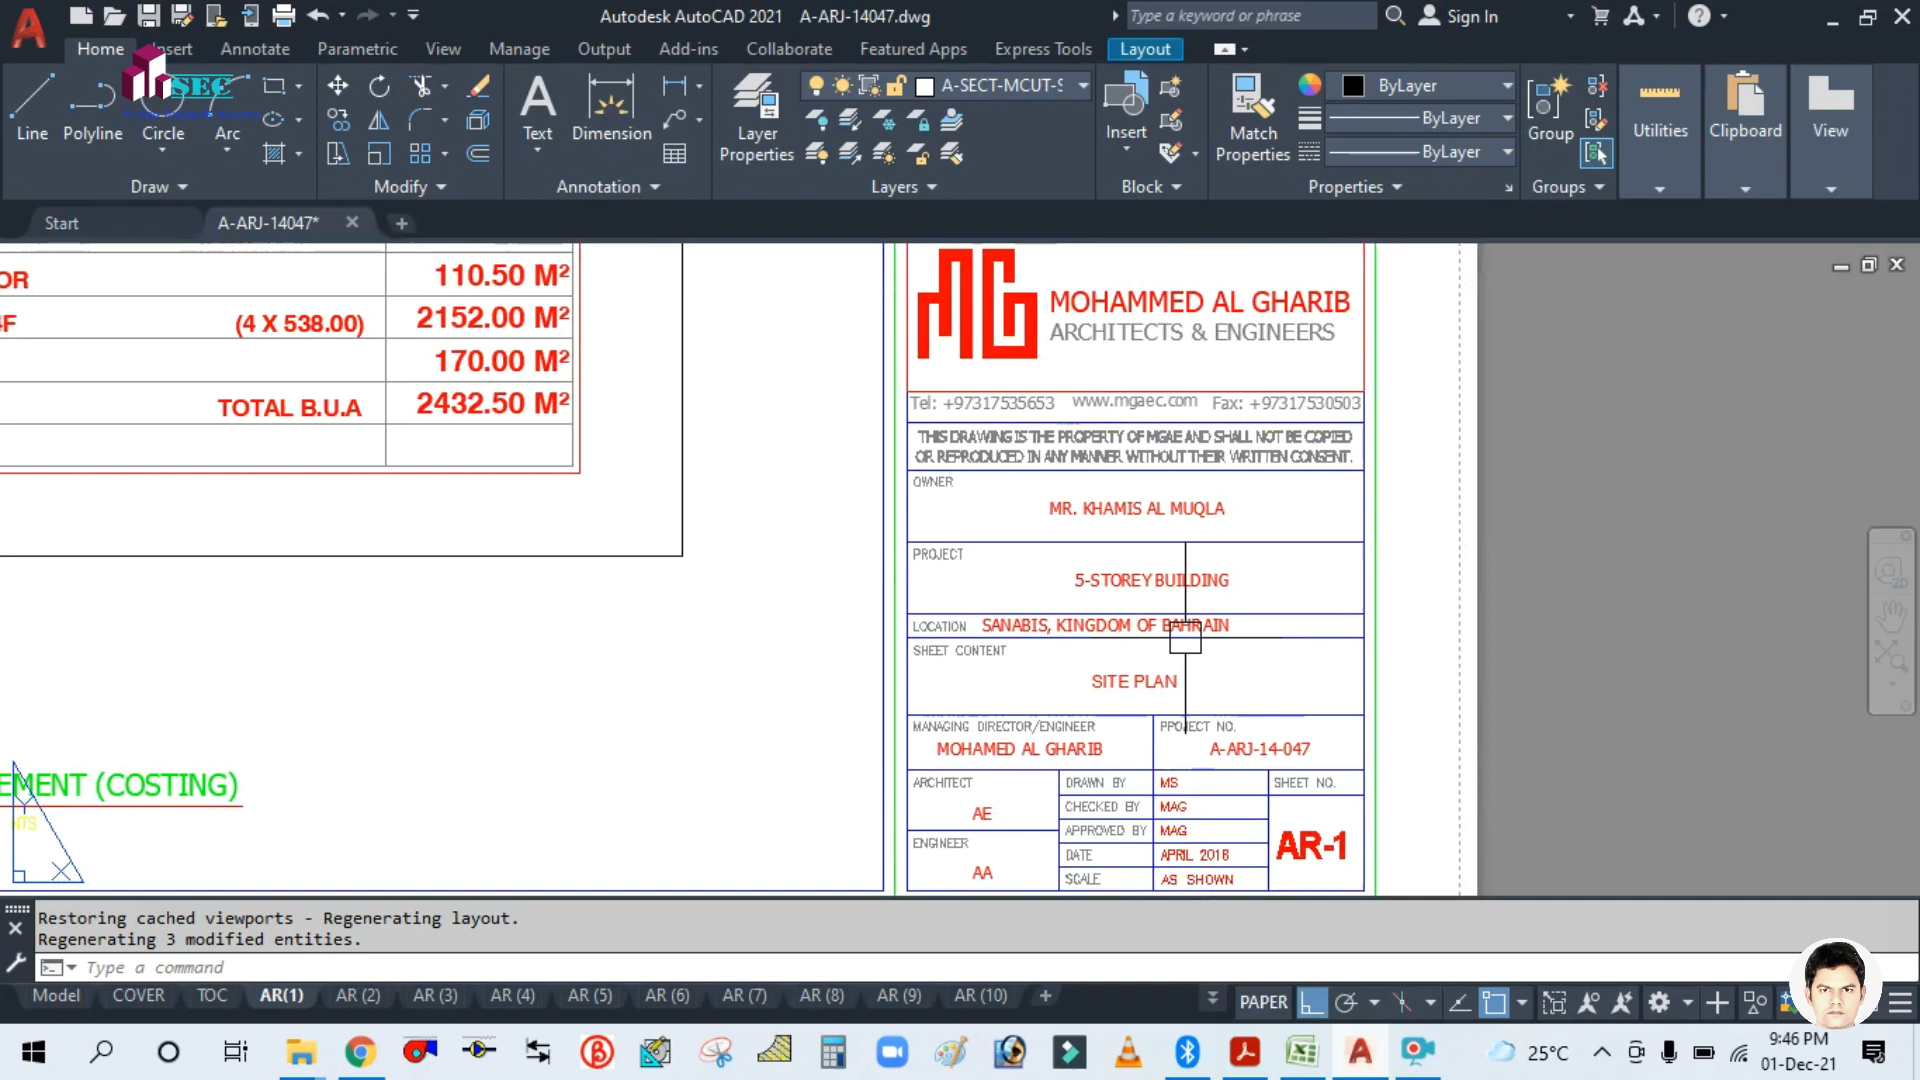 Autodesk AutoCAD 2021 A-ARJ-14047.dwg
Type a keyword or phrase
Sign In
Home Insert Annotate Parametric View Manage Output Add-ins Collaborate Featured Apps Express Tools Layout
SEC
Line Polyline Circle Arc
Text Dimension
Layer Properties
A-SECT-MCUT-S
Insert
Match Properties
ByLayer
ByLayer
ByLayer
Group
Utilities
Clipboard
View
Draw Modify Annotation Layers Block Properties Groups
Start A-ARJ-14047*
OR 110.50 M²
(4 X 538.00) 2152.00 M²
170.00 M²
TOTAL B.U.A 2432.50 M²
EMENT (COSTING)
NTS
MG
MOHAMMED AL GHARIB
ARCHITECTS & ENGINEERS
Tel: +97317535653 www.mgaec.com Fax: +97317530503
THIS DRAWING IS THE PROPERTY OF MGAE AND SHALL NOT BE COPIED
OR REPRODUCED IN ANY MANNER WITHOUT THEIR WRITTEN CONSENT.
OWNER
MR. KHAMIS AL MUQLA
PROJECT
5-STOREY BUILDING
LOCATION SANABIS, KINGDOM OF BAHRAIN
SHEET CONTENT
SITE PLAN
MANAGING DIRECTOR/ENGINEER
MOHAMED AL GHARIB
PPOJECT NO.
A-ARJ-14-047
ARCHITECT
AE
ENGINEER
AA
DRAWN BY MS
CHECKED BY MAG
APPROVED BY MAG
DATE APRIL 2018
SCALE AS SHOWN
SHEET NO.
AR-1
Restoring cached viewports - Regenerating layout.
Regenerating 3 modified entities.
Type a command
Model COVER TOC AR(1) AR (2) AR (3) AR (4) AR (5) AR (6) AR (7) AR (8) AR (9) AR (10)
PAPER
25°C
9:46 PM
01-Dec-21